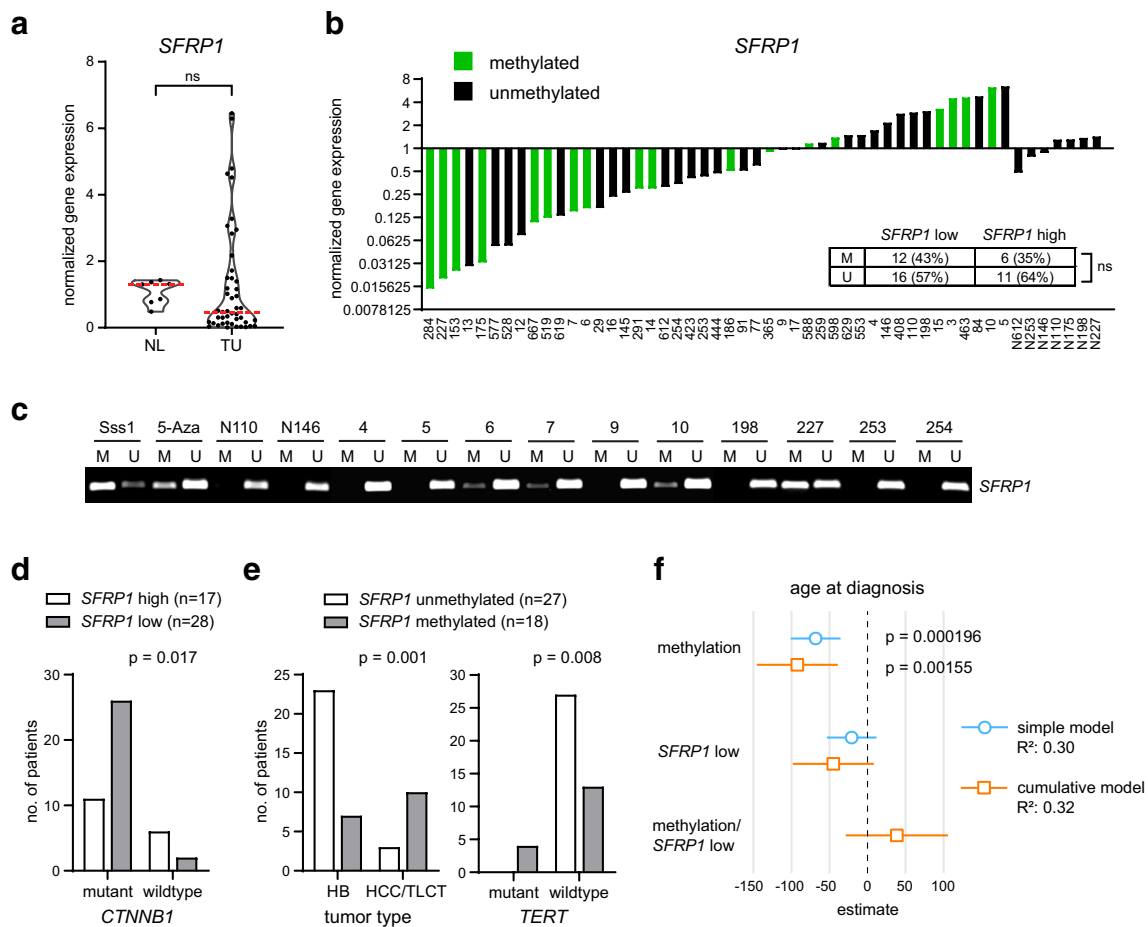 a
SFRP1
ns
normalized gene expression
8
6
4
2
0
NL TU
b
SFRP1
methylated
unmethylated
normalized gene expression
8
4
2
1
0.5
0.25
0.125
0.0625
0.03125
0.015625
0.0078125
284 227 153 13 175 577 528 12 667 519 619 7 6 29 16 145 291 14 612 254 423 253 444 186 91 77 365 9 17 588 259 598 629 553 4 146 408 110 198 15 3 463 84 10 5 N612 N253 N146 N110 N175 N198 N227
SFRP1 low SFRP1 high
M 12 (43%) 6 (35%)
U 16 (57%) 11 (64%)
ns
c
Sss1 5-Aza N110 N146 4 5 6 7 9 10 198 227 253 254
M U M U M U M U M U M U M U M U M U M U M U M U M U M U
SFRP1
d
SFRP1 high (n=17)
SFRP1 low (n=28)
p = 0.017
no. of patients
30
20
10
0
mutant wildtype
CTNNB1
e
SFRP1 unmethylated (n=27)
SFRP1 methylated (n=18)
p = 0.001
no. of patients
25
20
15
10
5
0
HB HCC/TLCT
tumor type
p = 0.008
30
25
20
15
10
5
0
mutant wildtype
TERT
f
age at diagnosis
methylation
p = 0.000196
p = 0.00155
SFRP1 low
methylation/
SFRP1 low
simple model
R²: 0.30
cumulative model
R²: 0.32
-150 -100 -50 0 50 100
estimate